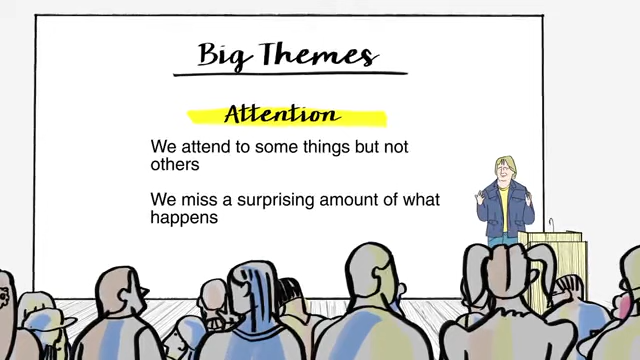 Big Themes
Attention
We attend to some things but not
others
We miss a surprising amount of what
happens